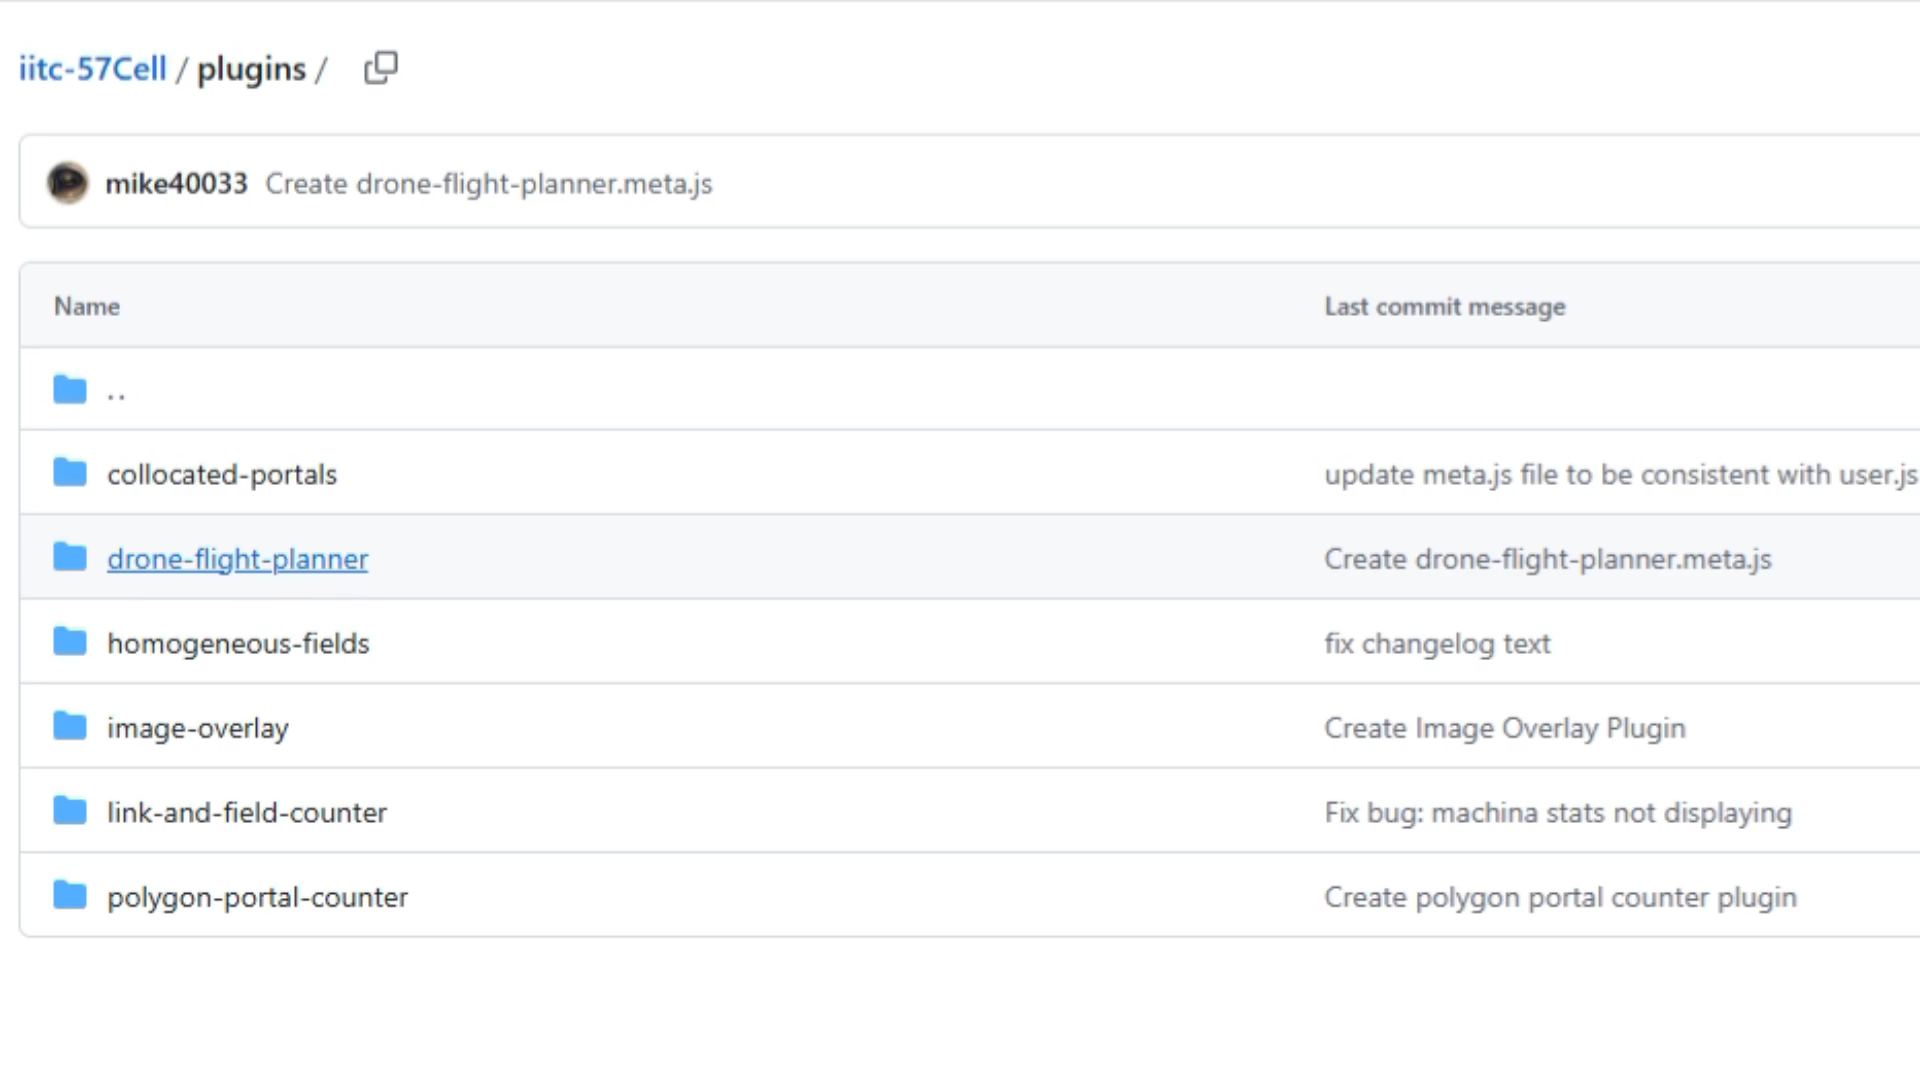 iitc-57Cell / plugins /
mike40033 Create drone-flight-planner.meta.js
Name Last commit message
..
collocated-portals update meta.js file to be consistent with user.js
drone-flight-planner Create drone-flight-planner.meta.js
homogeneous-fields fix changelog text
image-overlay Create Image Overlay Plugin
link-and-field-counter Fix bug: machina stats not displaying
polygon-portal-counter Create polygon portal counter plugin